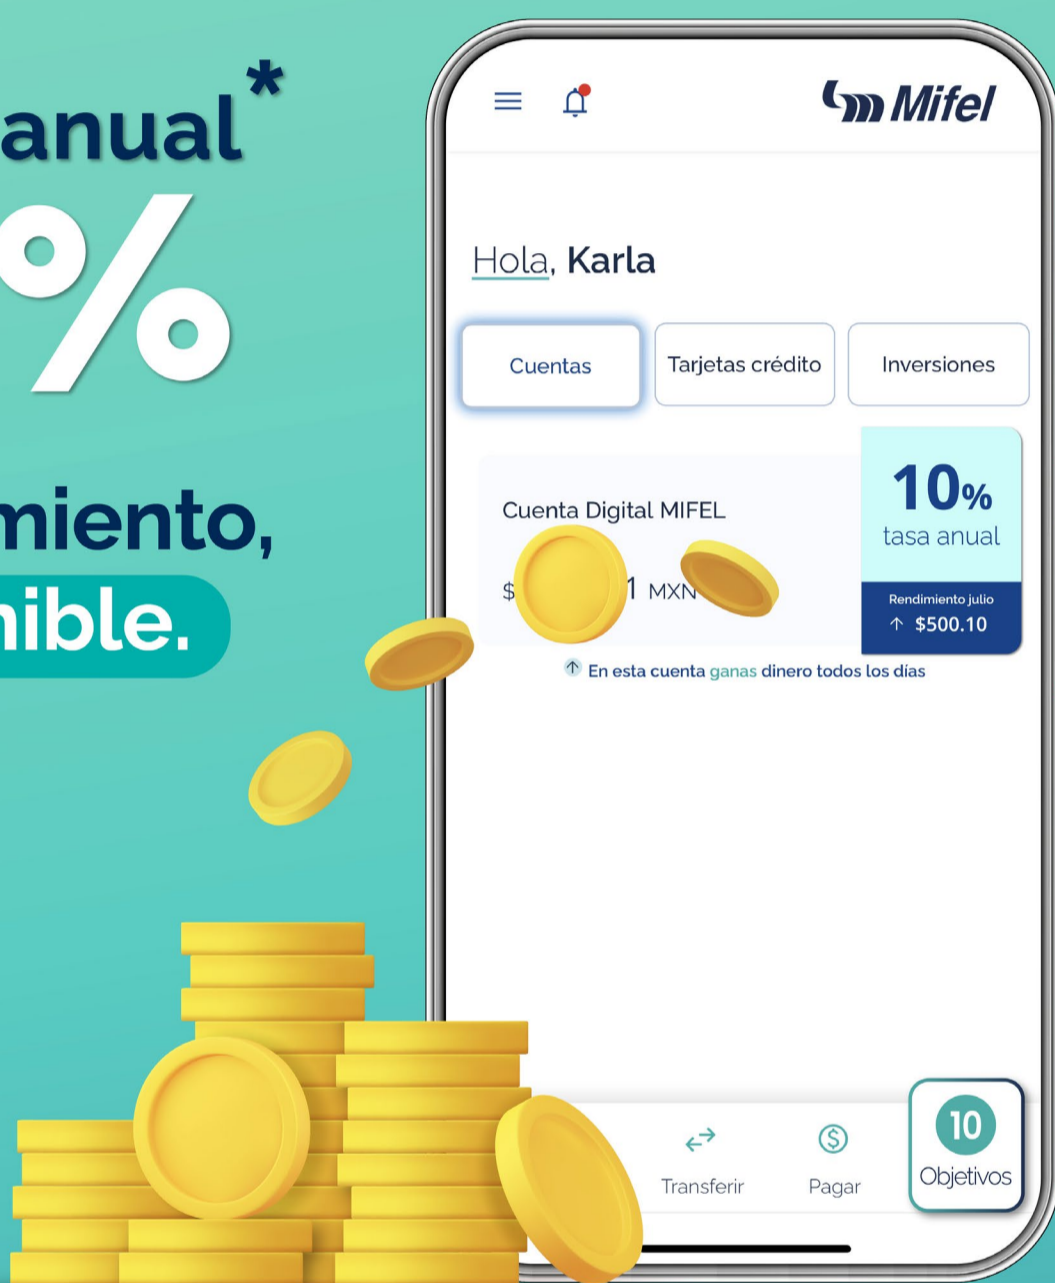 anual*
%
miento,
nible.
Mifel
Hola, Karla
Cuentas
Tarjetas crédito
Inversiones
Cuenta Digital MIFEL
$ 1 MXN
10%
tasa anual
Rendimiento julio
↑ $500.10
↑ En esta cuenta ganas dinero todos los días
Transferir
Pagar
10
Objetivos